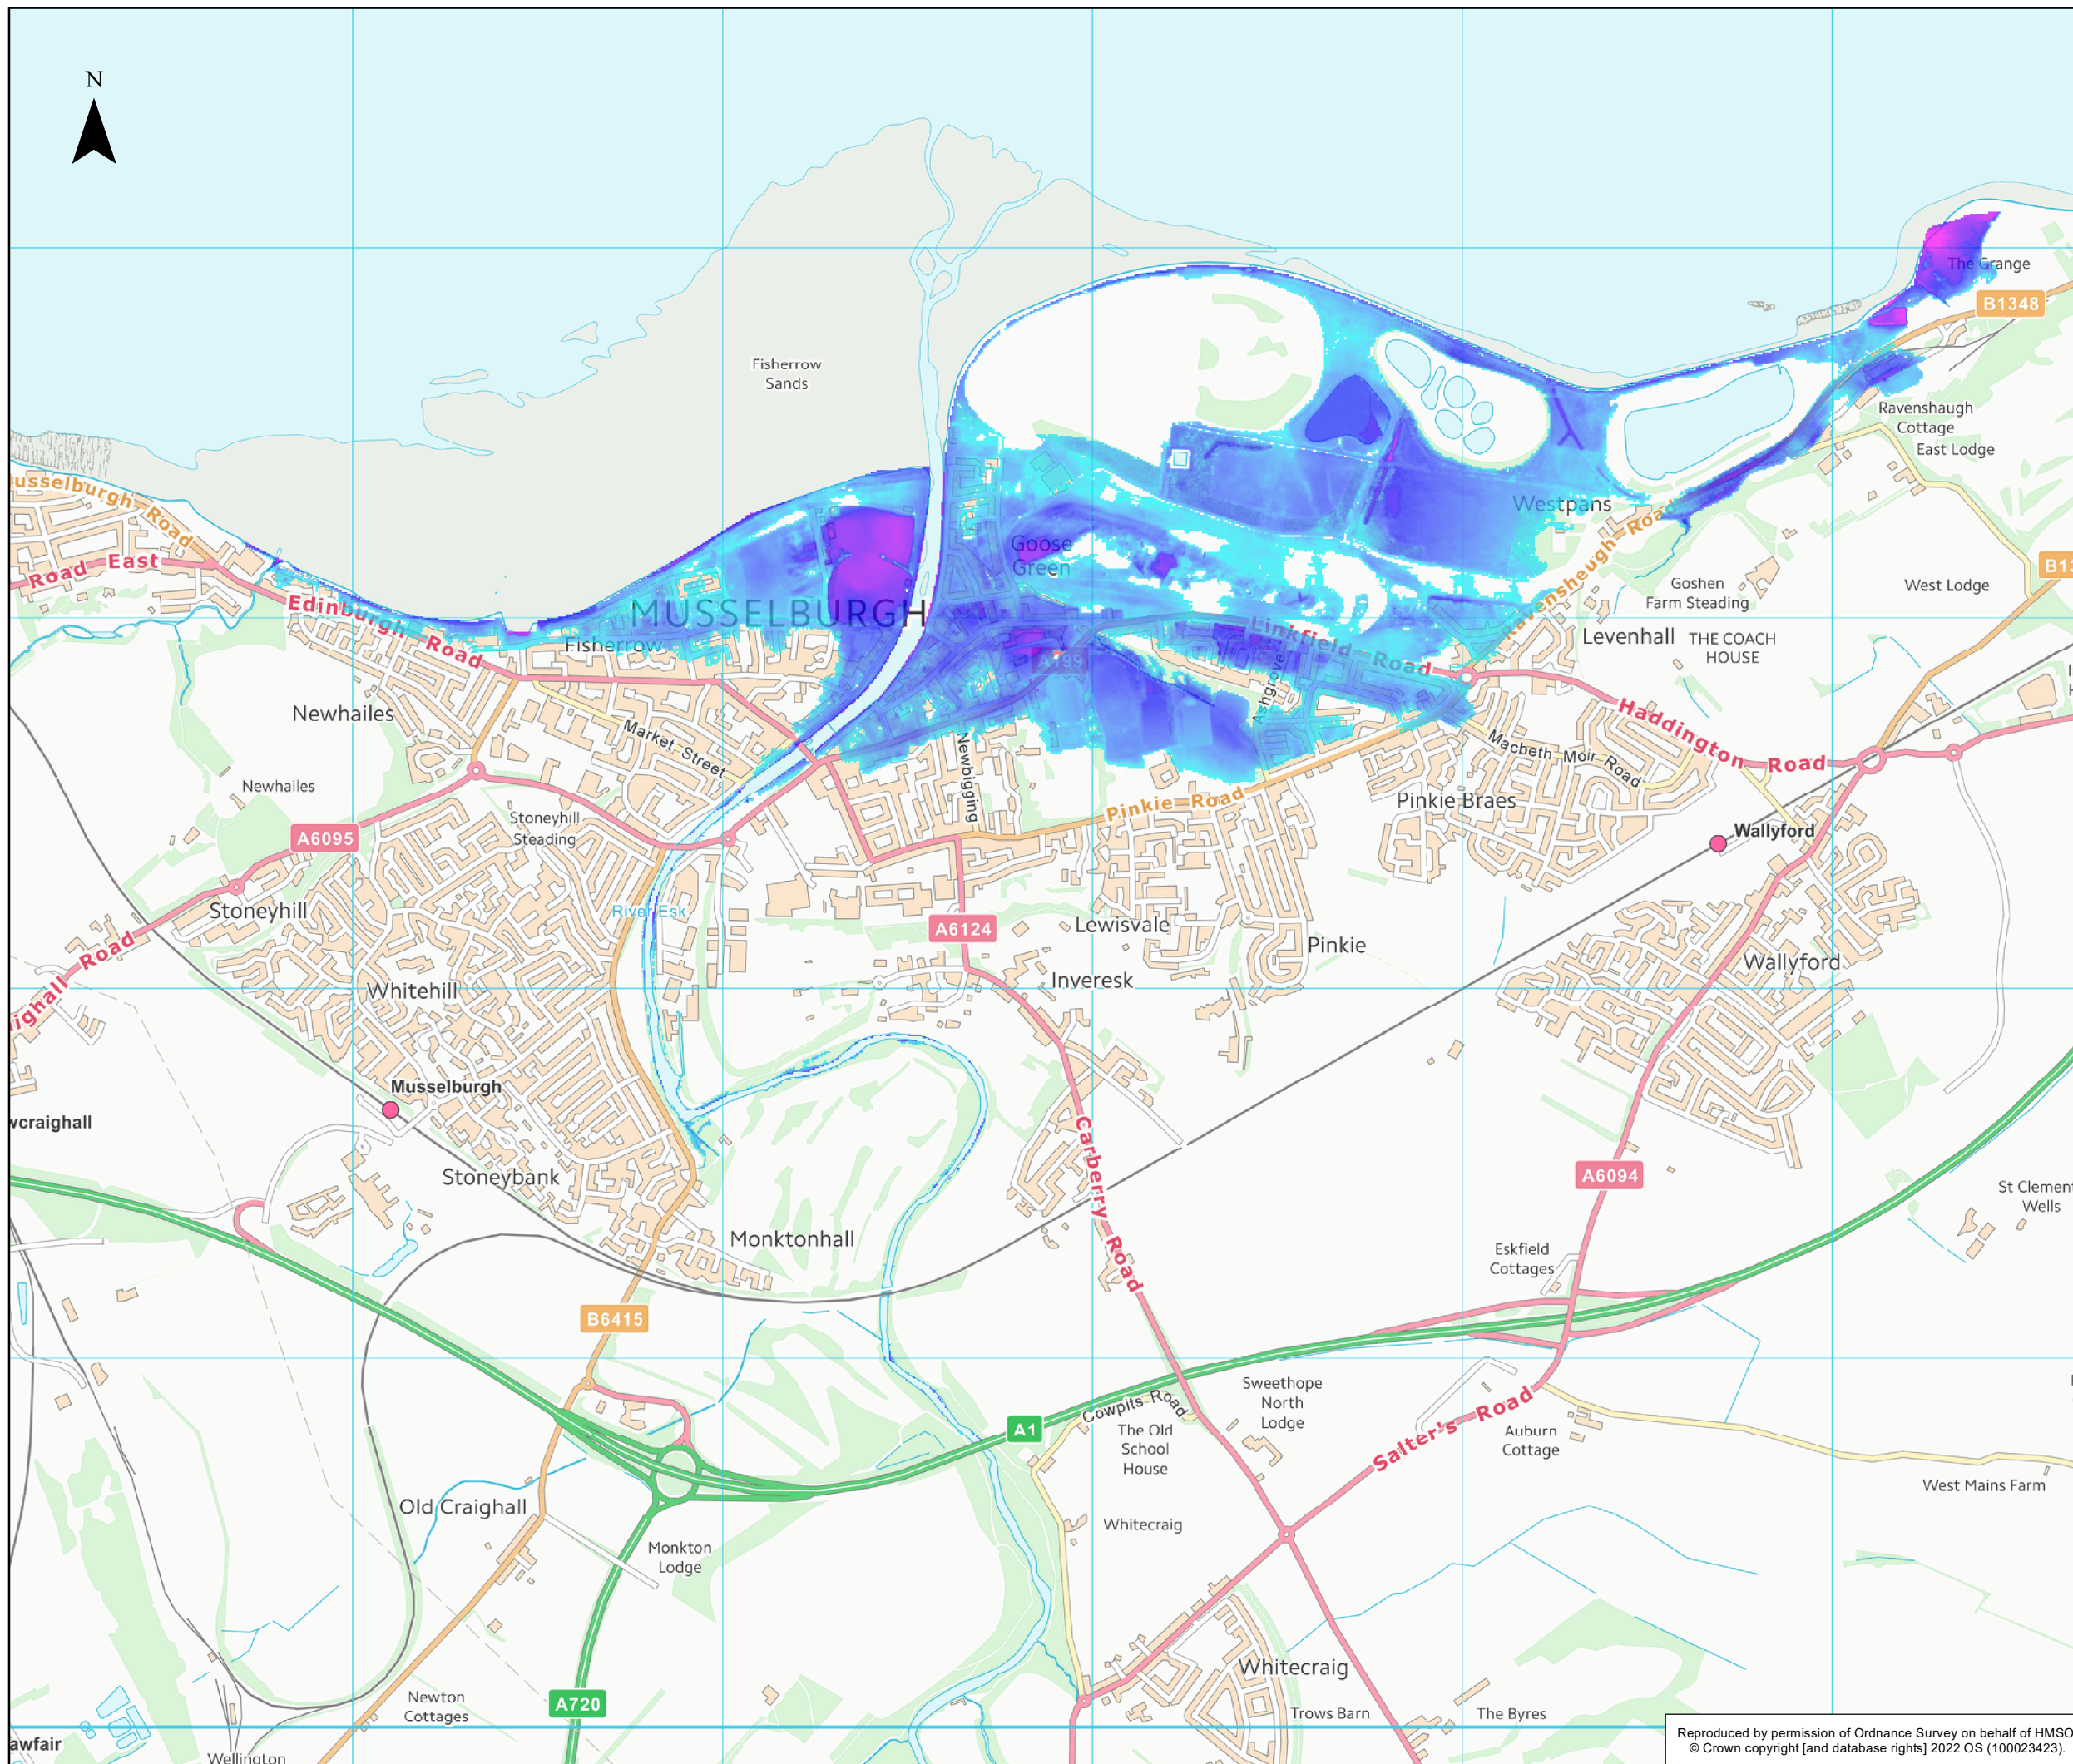 N
The Grange
B1348
Fisherrow
Sands
Ravenshaugh
Cottage
East Lodge
usselburgh Road
Westpans
Goose
Green
Road East
Ravensheugh Road
B13
Goshen
Farm Steading
West Lodge
Edinburgh Road
MUSSELBURGH
Linkfield Road
Levenhall
THE COACH
HOUSE
Fisherrow
A199
Ashgrove
Newhailes
Market Street
Newbigging
Haddington Road
Macbeth Moir Road
Newhailes
Pinkie Road
Pinkie Braes
Stoneyhill
Steading
A6095
Wallyford
Stoneyhill
River Esk
A6124
Lewisvale
Pinkie
Wallyford
ighall Road
Whitehill
Inveresk
Musselburgh
wcraighall
Carberry Road
Stoneybank
A6094
St Clement
Wells
Monktonhall
Eskfield
Cottages
B6415
Sweethope
North
Lodge
Cowpits Road
A1
The Old
School
House
Salter's Road
Auburn
Cottage
West Mains Farm
Old Craighall
Whitecraig
Monkton
Lodge
Whitecraig
Newton
Cottages
A720
Trows Barn
The Byres
awfair
Wellington
Reproduced by permission of Ordnance Survey on behalf of HMSO
© Crown copyright [and database rights] 2022 OS (100023423).